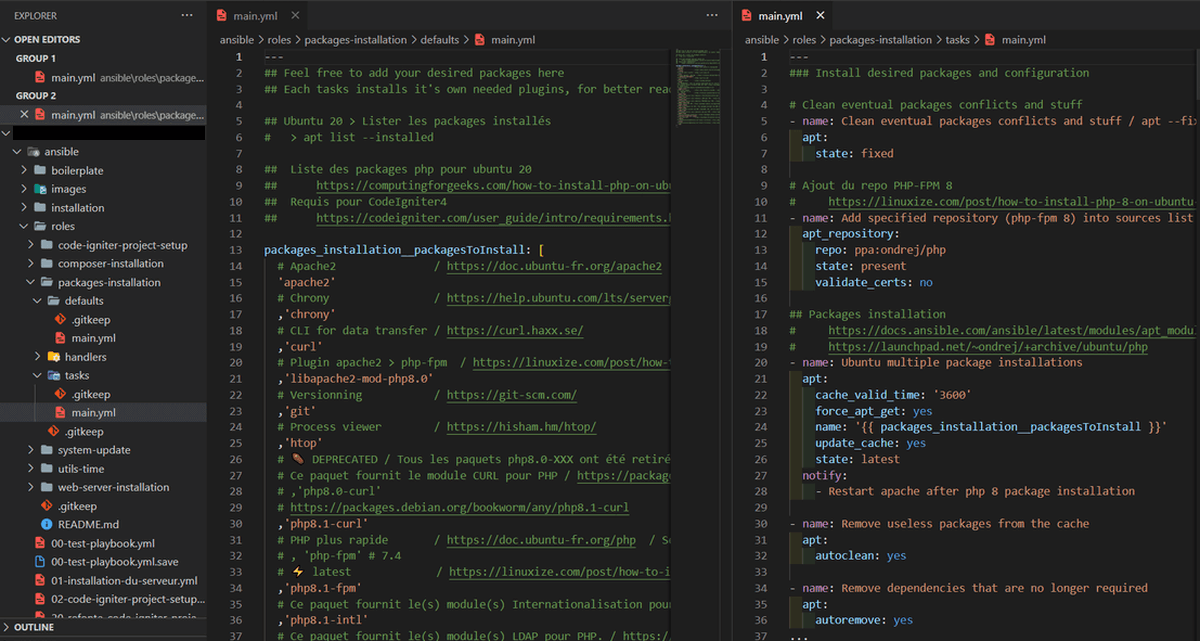 EXPLORER
OPEN EDITORS
GROUP 1
main.yml ansible\roles\package...
GROUP 2
main.yml ansible\roles\package...
ansible
boilerplate
images
installation
roles
code-igniter-project-setup
composer-installation
packages-installation
defaults
.gitkeep
main.yml
handlers
tasks
.gitkeep
main.yml
.gitkeep
system-update
utils-time
web-server-installation
.gitkeep
README.md
00-test-playbook.yml
00-test-playbook.yml.save
01-installation-du-serveur.yml
02-code-igniter-project-setup...
20-refonte-code-igniter-proje...
OUTLINE
main.yml
ansible > roles > packages-installation > defaults > main.yml
1 ---
2 ## Feel free to add your desired packages here
3 ## Each tasks installs it's own needed plugins, for better rea
4
5 ## Ubuntu 20 > Lister les packages installés
6 #   > apt list --installed
7
8 ##  Liste des packages php pour ubuntu 20
9 ##      https://computingforgeeks.com/how-to-install-php-on-ubu
10 ##  Requis pour CodeIgniter4
11 ##      https://codeigniter.com/user_guide/intro/requirements.
12
13 packages_installation__packagesToInstall: [
14 # Apache2 / https://doc.ubuntu-fr.org/apache2
15 'apache2'
16 # Chrony / https://help.ubuntu.com/lts/server
17 ,'chrony'
18 # CLI for data transfer / https://curl.haxx.se/
19 ,'curl'
20 # Plugin apache2 > php-fpm / https://linuxize.com/post/how-
21 ,'libapache2-mod-php8.0'
22 # Versionning / https://git-scm.com/
23 ,'git'
24 # Process viewer / https://hisham.hm/htop/
25 ,'htop'
26 # DEPRECATED / Tous les paquets php8.0-XXX ont été retiré
27 # Ce paquet fournit le module CURL pour PHP / https://packag
28 # ,'php8.0-curl'
29 # https://packages.debian.org/bookworm/any/php8.1-curl
30 ,'php8.1-curl'
31 # PHP plus rapide / https://doc.ubuntu-fr.org/php / S
32 # , 'php-fpm' # 7.4
33 # ⚡ latest / https://linuxize.com/post/how-to-i
34 ,'php8.1-fpm'
35 # Ce paquet fournit le(s) module(s) Internationalisation pour
36 ,'php8.1-intl'
37 # Ce paquet fournit le(s) module(s) LDAP pour PHP. / https:/
main.yml
ansible > roles > packages-installation > tasks > main.yml
1 ---
2 ### Install desired packages and configuration
3
4 # Clean eventual packages conflicts and stuff
5 - name: Clean eventual packages conflicts and stuff / apt --fix
6 apt:
7 state: fixed
8
9 # Ajout du repo PHP-FPM 8
10 #    https://linuxize.com/post/how-to-install-php-8-on-ubuntu-
11 - name: Add specified repository (php-fpm 8) into sources list
12 apt_repository:
13 repo: ppa:ondrej/php
14 state: present
15 validate_certs: no
16
17 ## Packages installation
18 #    https://docs.ansible.com/ansible/latest/modules/apt_modu
19 #    https://launchpad.net/~ondrej/+archive/ubuntu/php
20 - name: Ubuntu multiple package installations
21 apt:
22 cache_valid_time: '3600'
23 force_apt_get: yes
24 name: '{{ packages_installation__packagesToInstall }}'
25 update_cache: yes
26 state: latest
27 notify:
28 - Restart apache after php 8 package installation
29
30 - name: Remove useless packages from the cache
31 apt:
32 autoclean: yes
33
34 - name: Remove dependencies that are no longer required
35 apt:
36 autoremove: yes
37 ...